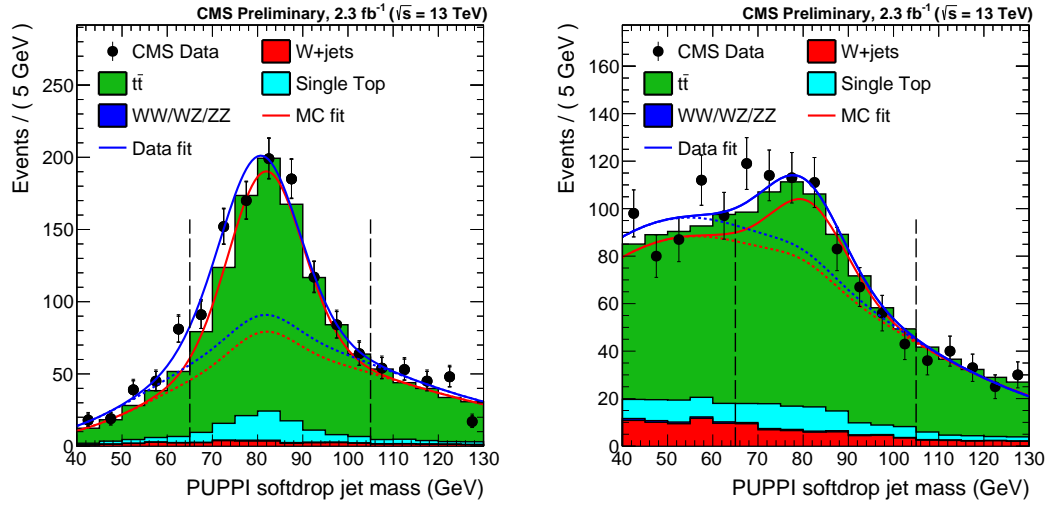 CMS Preliminary, 2.3 fb⁻¹ (√s = 13 TeV)
Events / ( 5 GeV )
250
200
150
100
50
0
CMS Data
W+jets
tt̄
Single Top
WW/WZ/ZZ
MC fit
Data fit
40 50 60 70 80 90 100 110 120 130
PUPPI softdrop jet mass (GeV)
CMS Preliminary, 2.3 fb⁻¹ (√s = 13 TeV)
Events / ( 5 GeV )
160
140
120
100
80
60
40
20
0
CMS Data
W+jets
tt̄
Single Top
WW/WZ/ZZ
MC fit
Data fit
40 50 60 70 80 90 100 110 120 130
PUPPI softdrop jet mass (GeV)